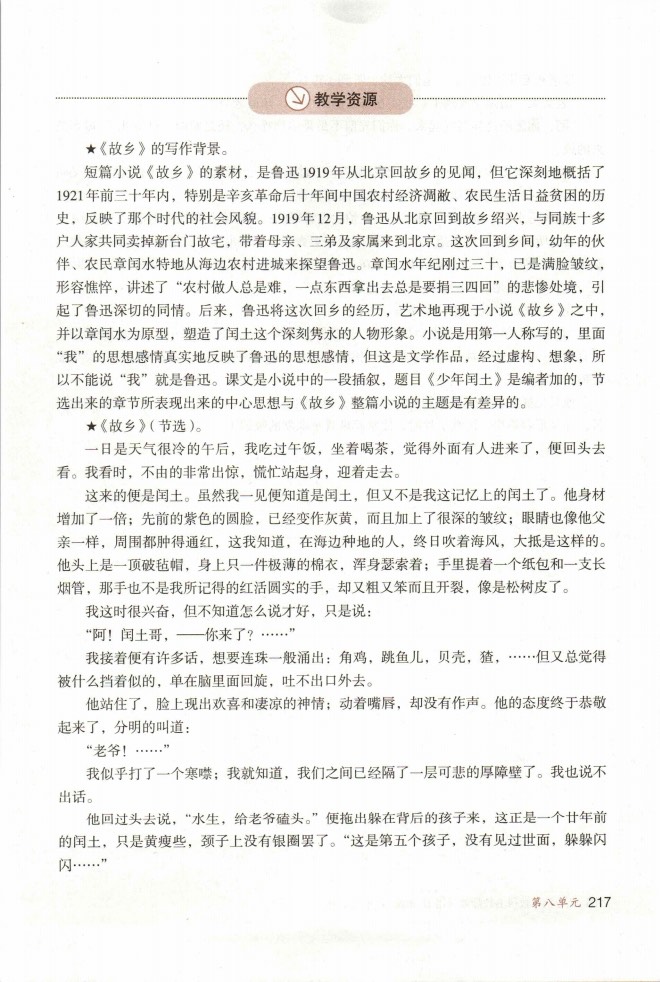 教学资源
★《故乡》的写作背景。
短篇小说《故乡》的素材，是鲁迅1919年从北京回故乡的见闻，但它深刻地概括了
1921年前三十年内，特别是辛亥革命后十年间中国农村经济凋敝、农民生活日益贫困的历
史，反映了那个时代的社会风貌。1919年12月，鲁迅从北京回到故乡绍兴，与同族十多
户人家共同卖掉新台门故宅，带着母亲、三弟及家属来到北京。这次回到乡间，幼年的伙
伴、农民章闰水特地从海边农村进城来探望鲁迅。章闰水年纪刚过三十，已是满脸皱纹，
形容憔悴，讲述了“农村做人总是难，一点东西拿出去总是要捐三四回”的悲惨处境，引
起了鲁迅深切的同情。后来，鲁迅将这次回乡的经历，艺术地再现于小说《故乡》之中，
并以章闰水为原型，塑造了闰土这个深刻隽永的人物形象。小说是用第一人称写的，里面
“我”的思想感情真实地反映了鲁迅的思想感情，但这是文学作品，经过虚构、想象，所
以不能说“我”就是鲁迅。课文是小说中的一段插叙，题目《少年闰土》是编者加的，节
选出来的章节所表现出来的中心思想与《故乡》整篇小说的主题是有差异的。
★《故乡》（节选）。
一日是天气很冷的午后，我吃过午饭，坐着喝茶，觉得外面有人进来了，便回头去
看。我看时，不由的非常出惊，慌忙站起身，迎着走去。
这来的便是闰土。虽然我一见便知道是闰土，但又不是我这记忆上的闰土了。他身材
增加了一倍；先前的紫色的圆脸，已经变作灰黄，而且加上了很深的皱纹；眼睛也像他父
亲一样，周围都肿得通红，这我知道，在海边种地的人，终日吹着海风，大抵是这样的。
他头上是一顶破毡帽，身上只一件极薄的棉衣，浑身瑟索着；手里提着一个纸包和一支长
烟管，那手也不是我所记得的红活圆实的手，却又粗又笨而且开裂，像是松树皮了。
我这时很兴奋，但不知道怎么说才好，只是说：
“阿！闰土哥，——你来了？……”
我接着便有许多话，想要连珠一般涌出：角鸡，跳鱼儿，贝壳，猹，……但又总觉得
被什么挡着似的，单在脑里面回旋，吐不出口外去。
他站住了，脸上现出欢喜和凄凉的神情；动着嘴唇，却没有作声。他的态度终于恭敬
起来了，分明的叫道：
“老爷！……”
我似乎打了一个寒噤；我就知道，我们之间已经隔了一层可悲的厚障壁了。我也说不
出话。
他回过头去说，“水生，给老爷磕头。”便拖出躲在背后的孩子来，这正是一个廿年前
的闰土，只是黄瘦些，颈子上没有银圈罢了。“这是第五个孩子，没有见过世面，躲躲闪
闪……”
第八单元 217